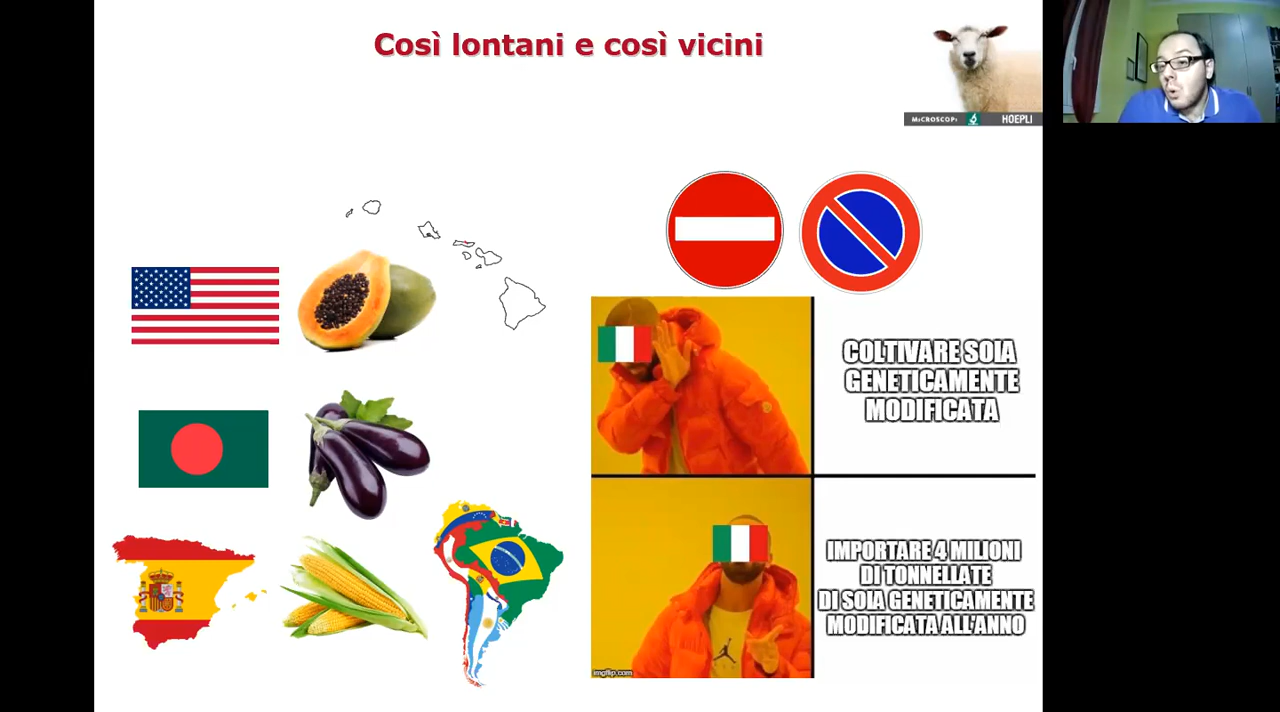 Così lontani e così vicini
MICROSCOPI
6
HOEPLI
COLTIVARE SOIA
GENETICAMENTE
MODIFICATA
IMPORTARE 4 MILIONI
DI TONNELLATE
DI SOIA GENETICAMENTE
MODIFICATA ALL'ANNO
imgflip.com